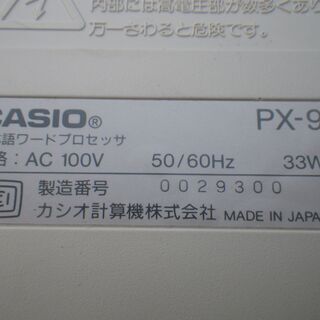 内部には高電圧部が数多くあり
万一さわると危険です。
CASIO® PX-9
本語ワードプロセッサ
格：AC 100V 50/60Hz 33W
製造番号 0029300
カシオ計算機株式会社 MADE IN JAPA